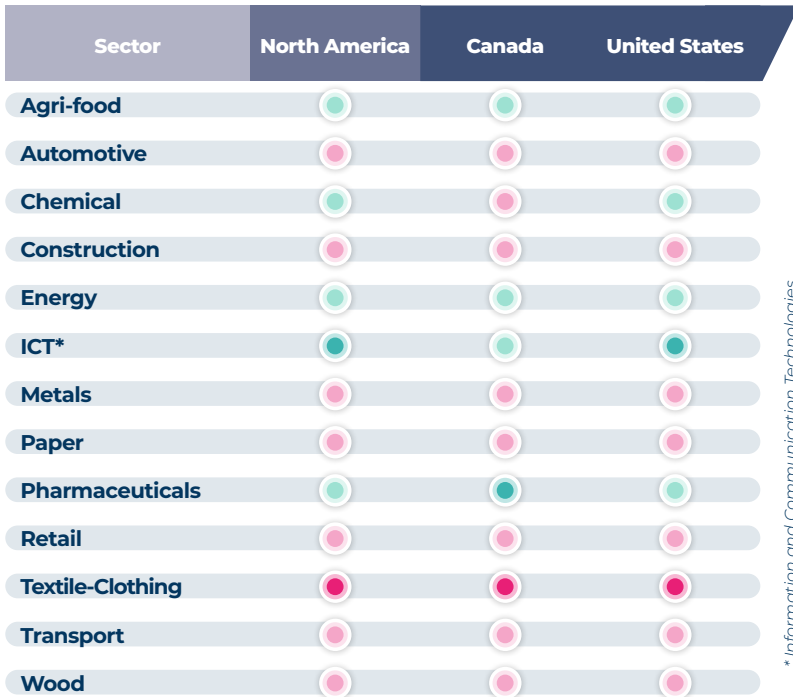 Sector North America Canada United States
Agri-food
Automotive
Chemical
Construction
Energy
ICT*
Metals
Paper
Pharmaceuticals
Retail
Textile-Clothing
Transport
Wood
* Information and Communication Technologies